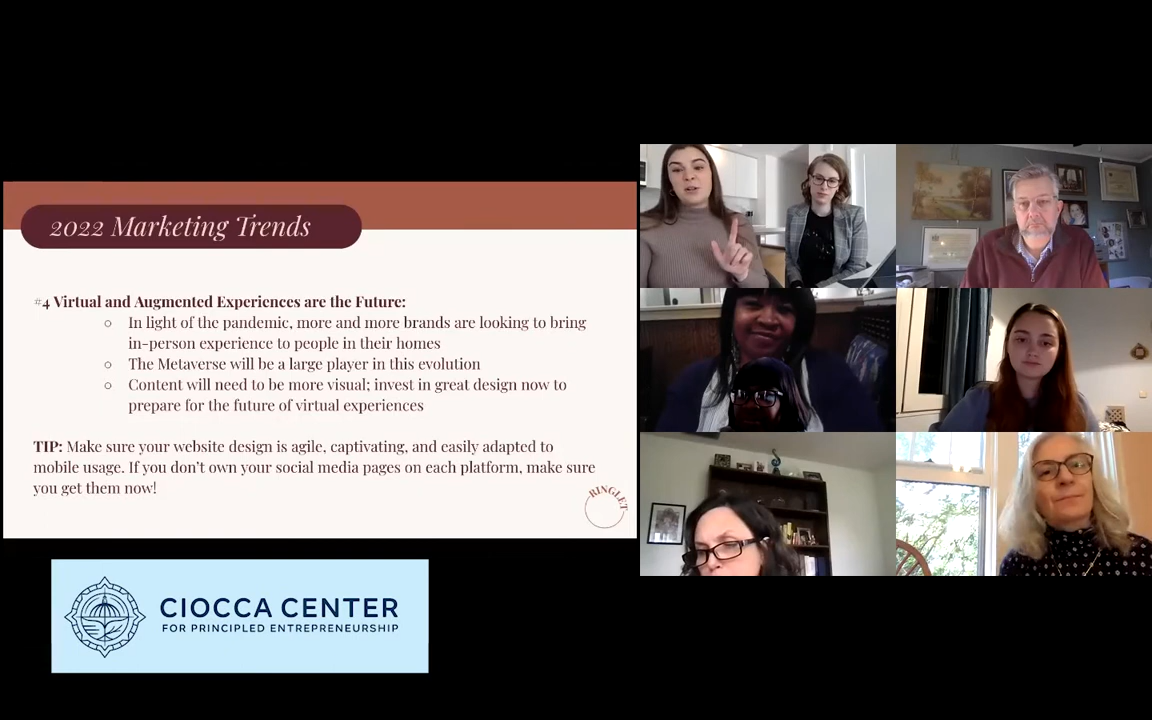 2022 Marketing Trends
#4 Virtual and Augmented Experiences are the Future:
○ In light of the pandemic, more and more brands are looking to bring
in-person experience to people in their homes
○ The Metaverse will be a large player in this evolution
○ Content will need to be more visual; invest in great design now to
prepare for the future of virtual experiences
TIP: Make sure your website design is agile, captivating, and easily adapted to
mobile usage. If you don't own your social media pages on each platform, make sure
you get them now!
RINGLET
CIOCCA CENTER
FOR PRINCIPLED ENTREPRENEURSHIP